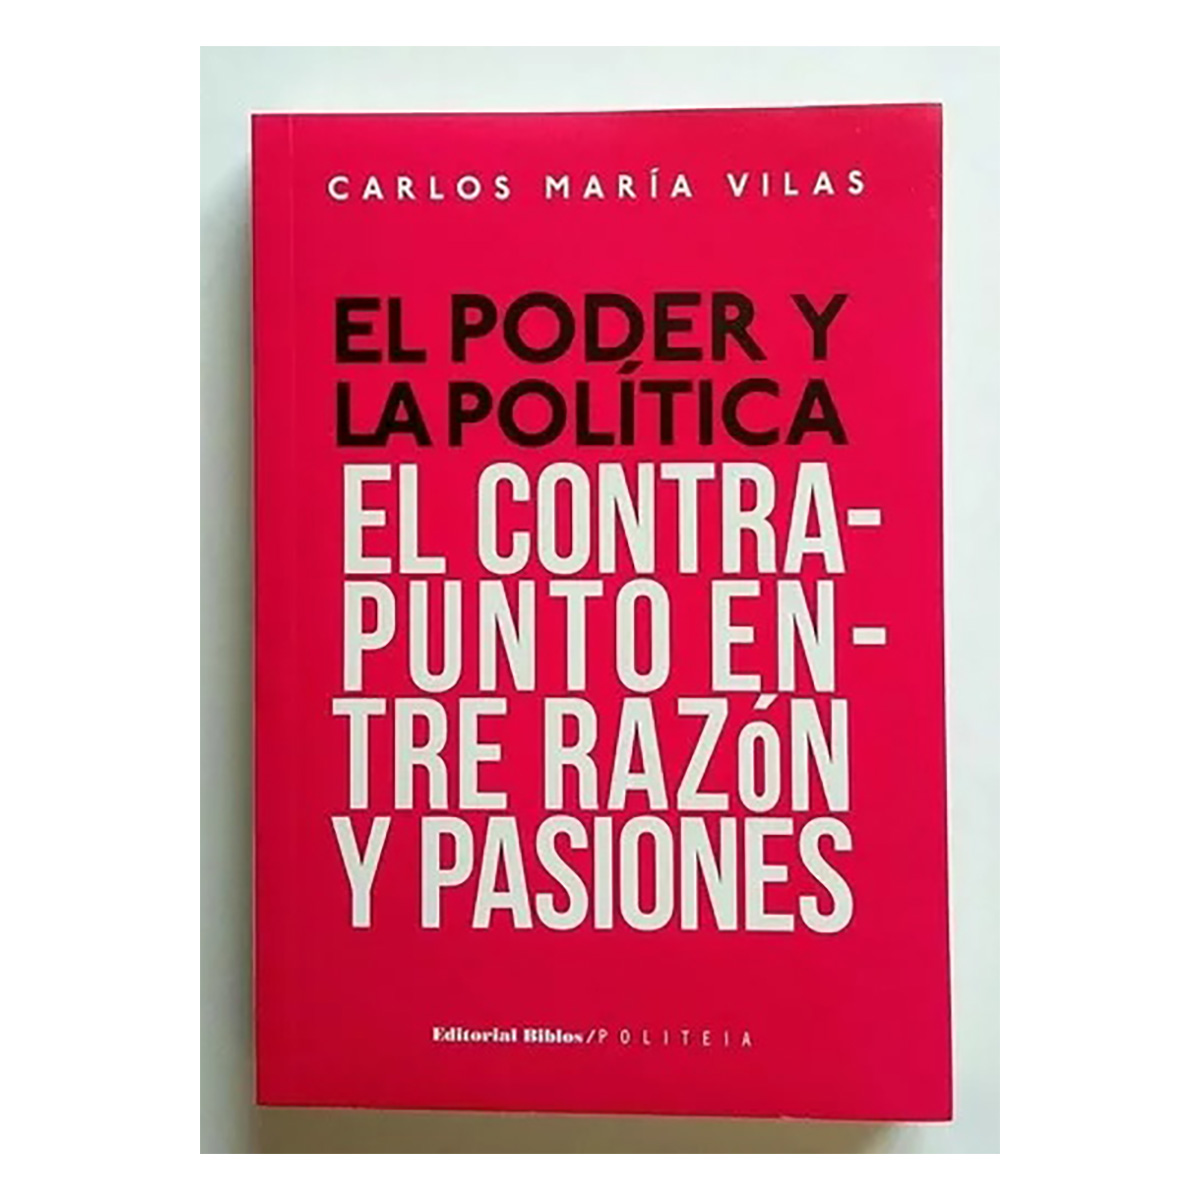 CARLOS MARÍA VILAS
EL PODER Y
LA POLÍTICA
EL CONTRA-
PUNTO EN-
TRE RAZóN
Y PASIONES
Editorial Biblos/POLITEIA